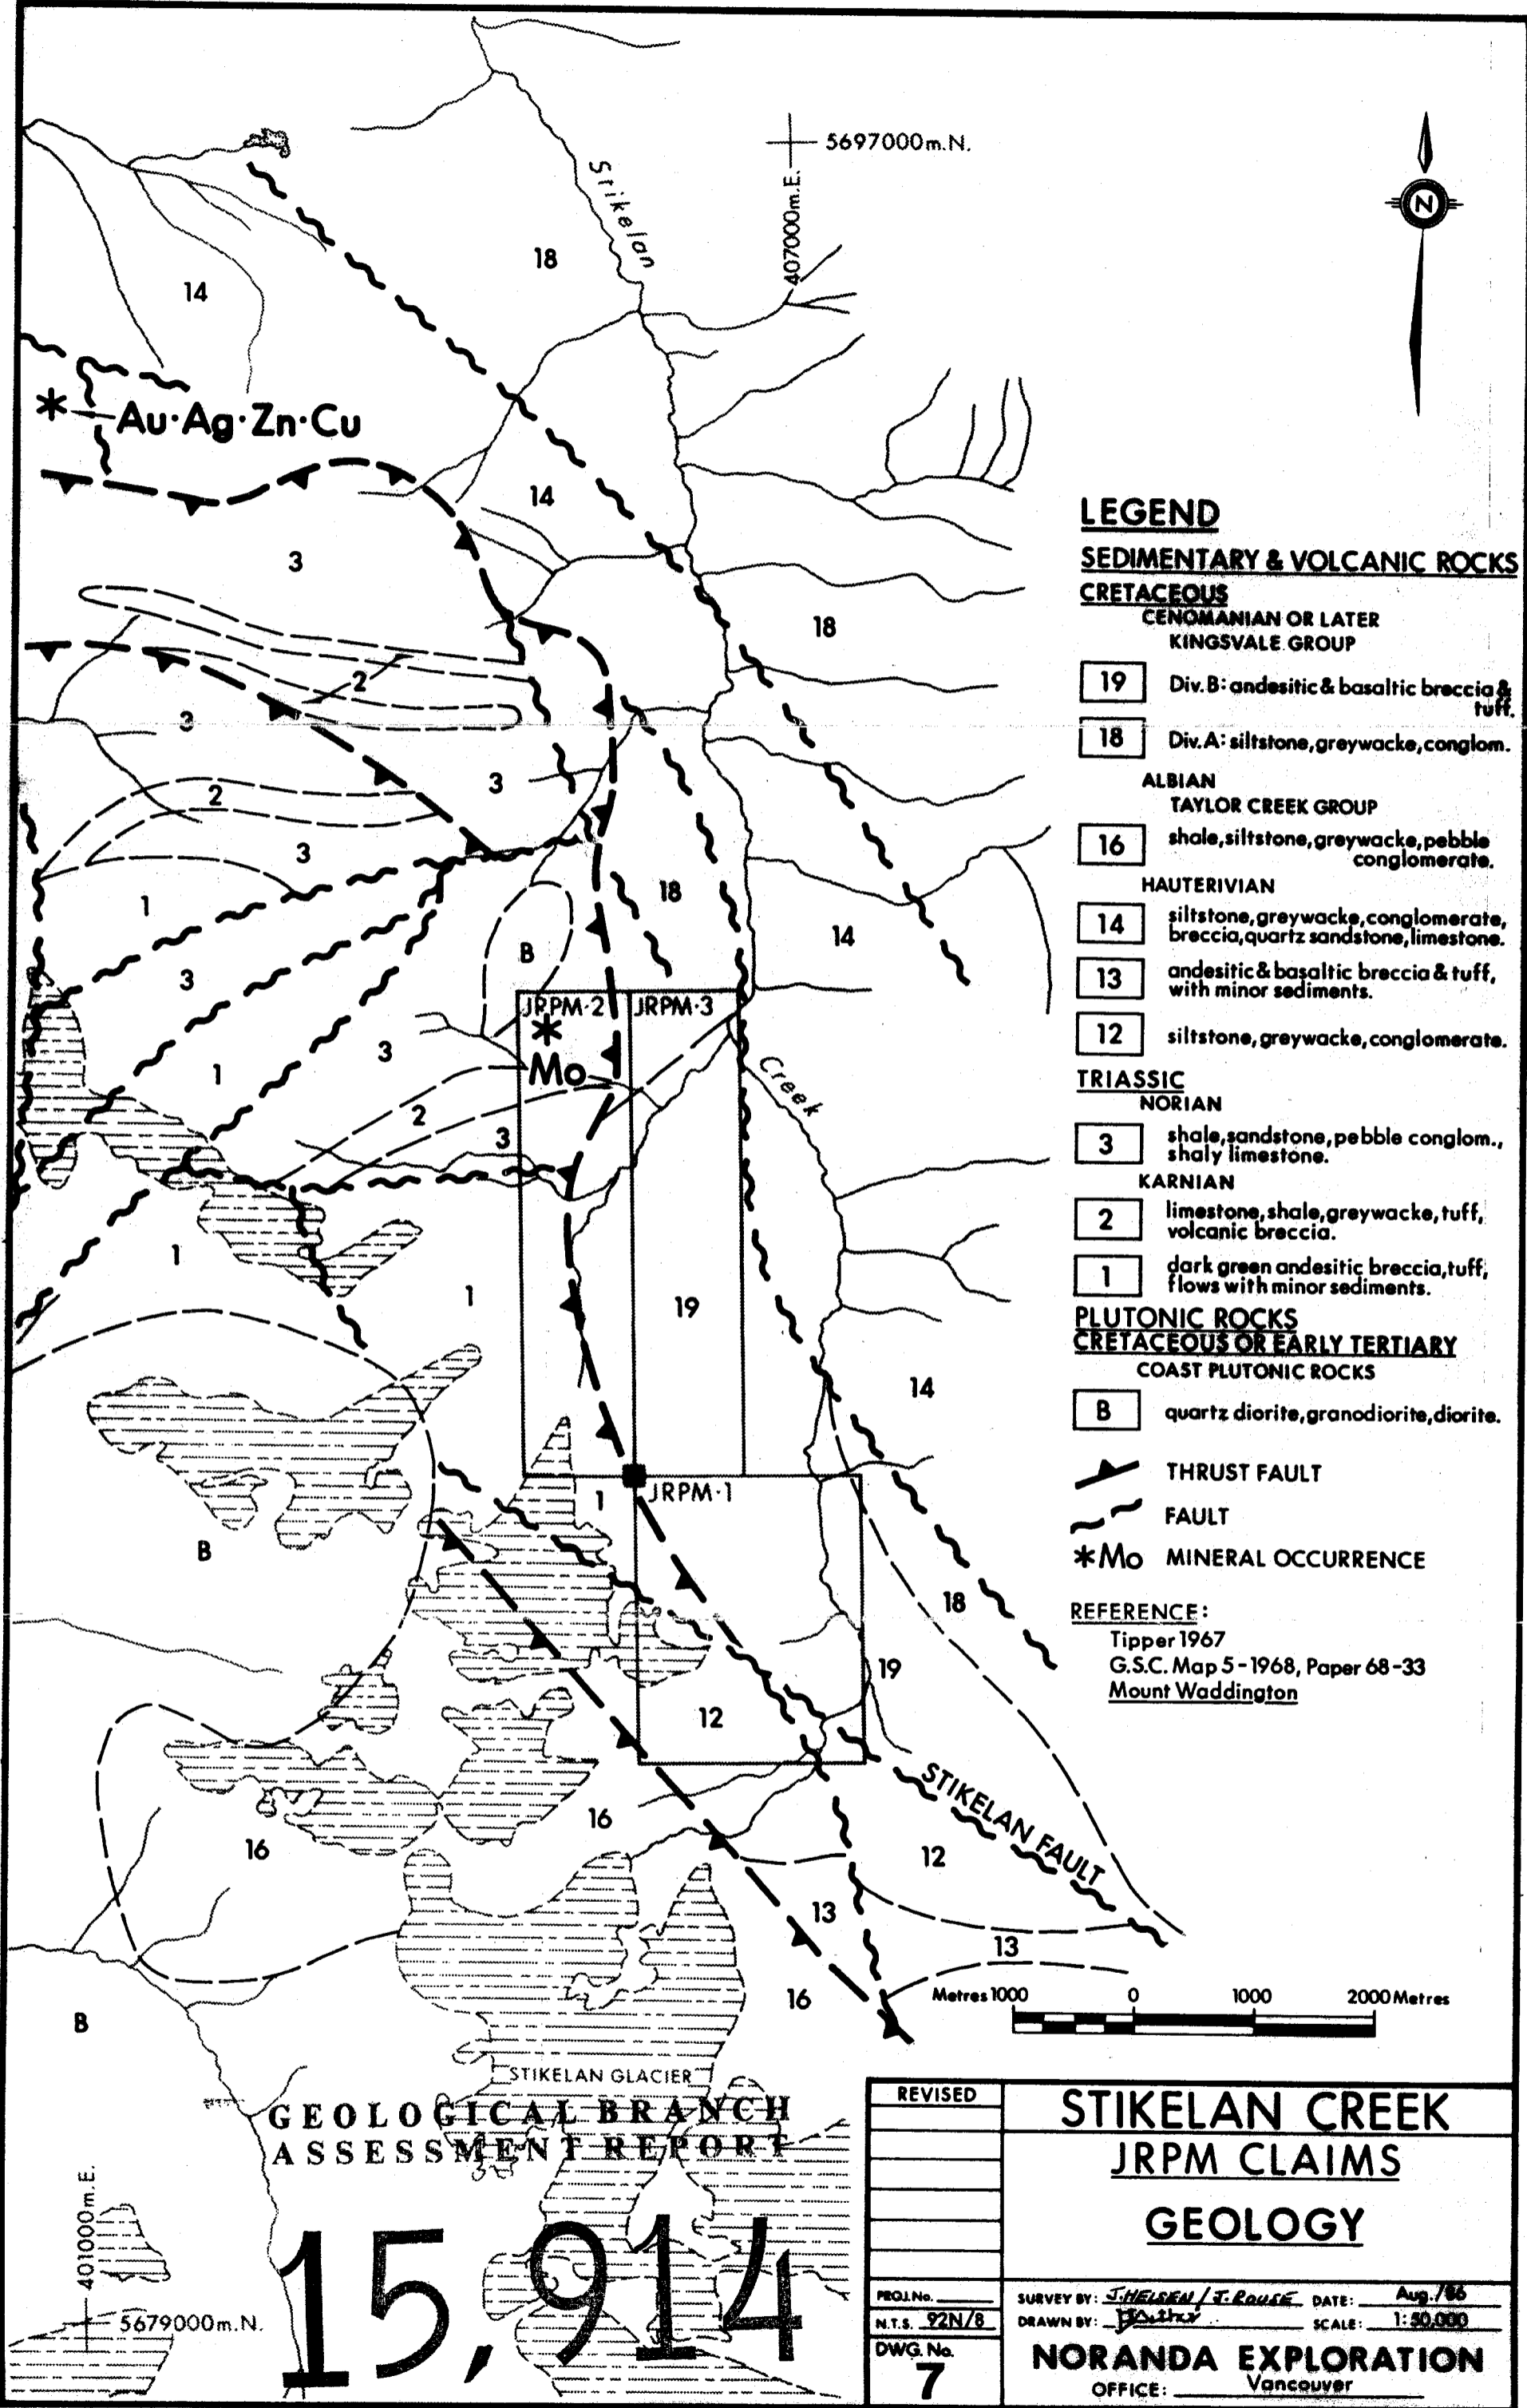 5697000m.N.
407000m.E.
Stikelan
N
18
14
Au·Ag·Zn·Cu
14
3
18
2
3
3
2
3
1
18
B
14
3
JRPM-2
JRPM-3
Mo
3
1
2
3
Creek
1
1
19
14
1
JRPM-1
B
18
19
12
STIKELAN FAULT
16
16
12
13
13
16
B
STIKELAN GLACIER
401000m.E.
5679000m.N.
LEGEND
SEDIMENTARY & VOLCANIC ROCKS
CRETACEOUS
CENOMANIAN OR LATER
KINGSVALE GROUP
19 Div.B: andesitic & basaltic breccia &
tuff.
18 Div.A: siltstone, greywacke, conglom.
ALBIAN
TAYLOR CREEK GROUP
16 shale, siltstone, greywacke, pebble
conglomerate.
HAUTERIVIAN
14 siltstone, greywacke, conglomerate,
breccia, quartz sandstone, limestone.
13 andesitic & basaltic breccia & tuff,
with minor sediments.
12 siltstone, greywacke, conglomerate.
TRIASSIC
NORIAN
3 shale, sandstone, pebble conglom.,
shaly limestone.
KARNIAN
2 limestone, shale, greywacke, tuff,
volcanic breccia.
1 dark green andesitic breccia, tuff,
flows with minor sediments.
PLUTONIC ROCKS
CRETACEOUS OR EARLY TERTIARY
COAST PLUTONIC ROCKS
B quartz diorite, granodiorite, diorite.
THRUST FAULT
FAULT
*Mo MINERAL OCCURRENCE
REFERENCE:
Tipper 1967
G.S.C. Map 5-1968, Paper 68-33
Mount Waddington
Metres 1000 0 1000 2000 Metres
GEOLOGICAL BRANCH
ASSESSMENT REPORT
15,914
REVISED
STIKELAN CREEK
JRPM CLAIMS
GEOLOGY
PROJ. No.
N.T.S. 92N/8
DWG. No.
7
SURVEY BY: J. HELSEN / J. ROUSE DATE: Aug./86
DRAWN BY: SCALE: 1:50,000
NORANDA EXPLORATION
OFFICE: Vancouver